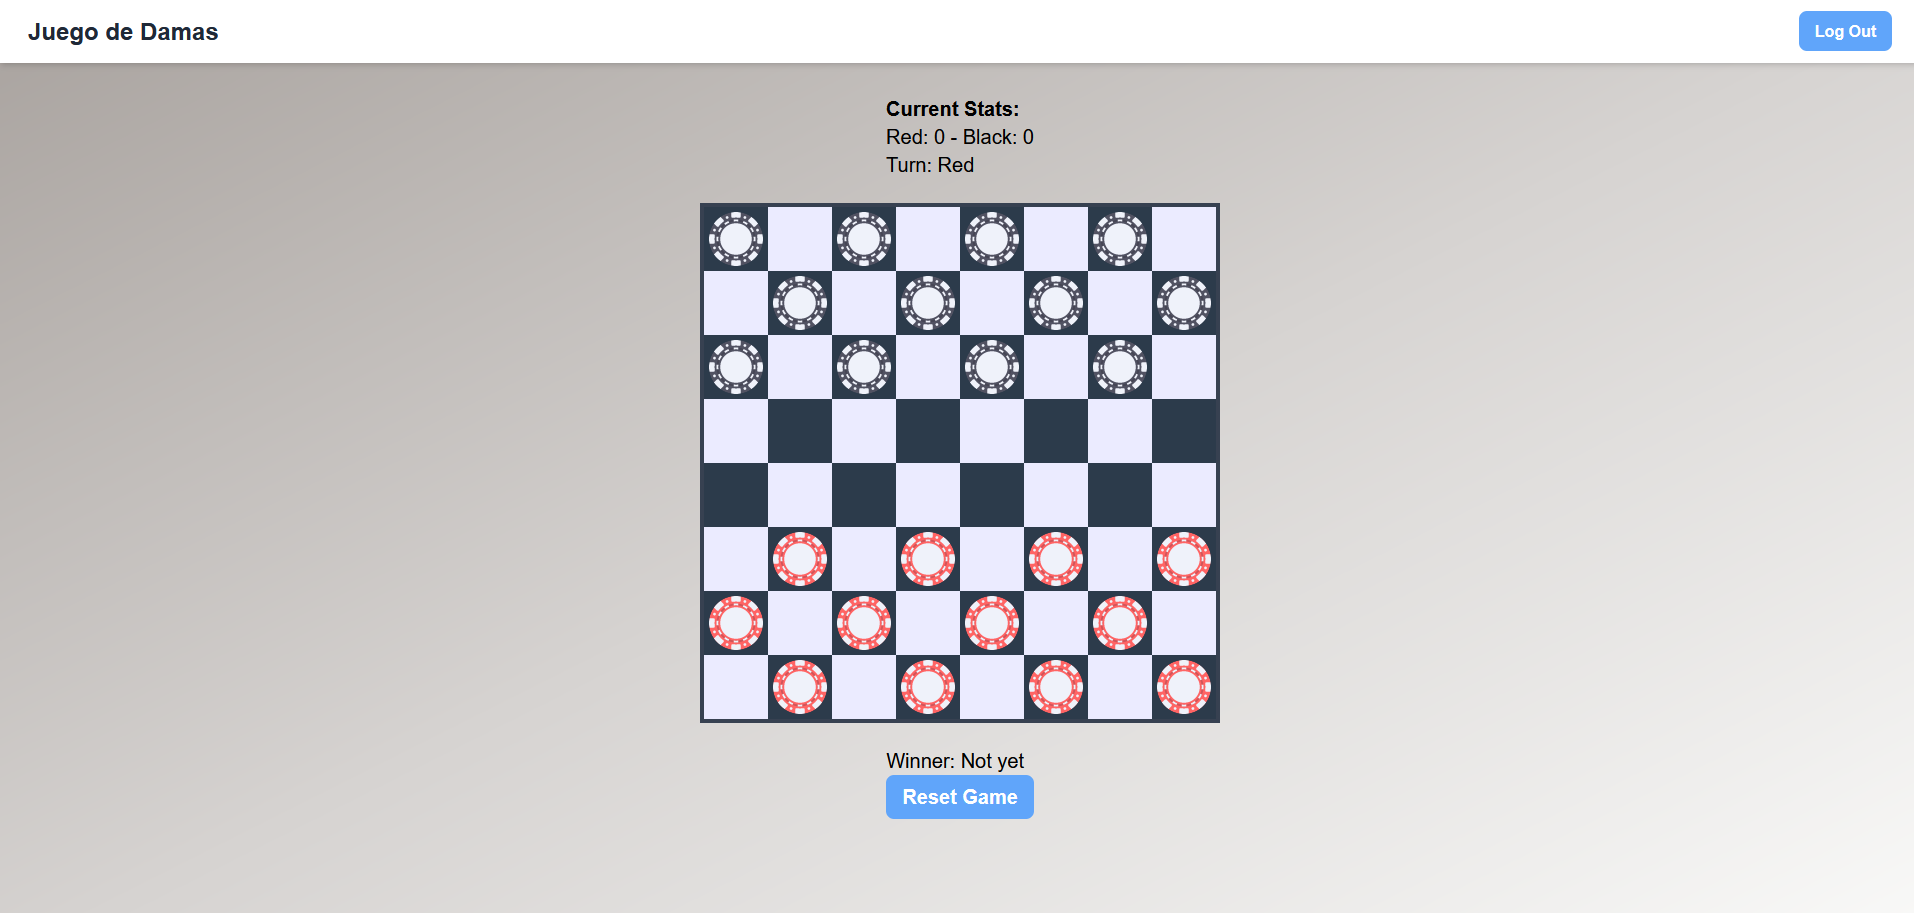 Juego de Damas
Log Out
Current Stats:
Red: 0 - Black: 0
Turn: Red
Winner: Not yet
Reset Game